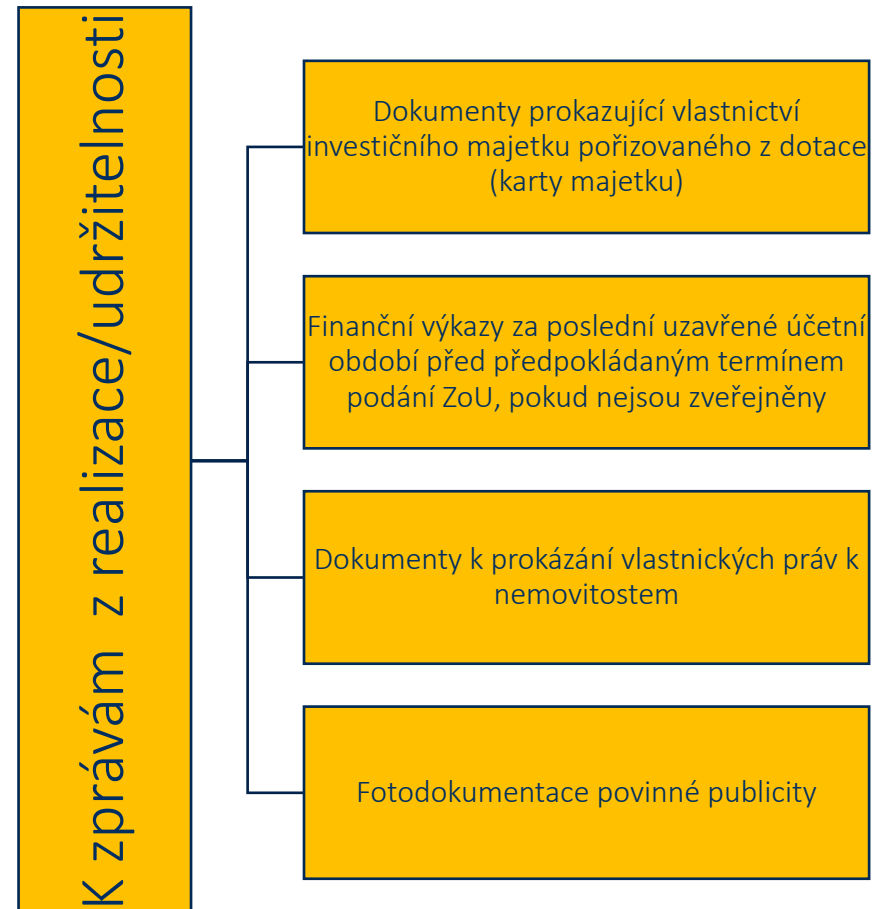 K zprávám z realizace/udržitelnosti
Dokumenty prokazující vlastnictví
investičního majetku pořizovaného z dotace
(karty majetku)
Finanční výkazy za poslední uzavřené účetní
období před předpokládaným termínem
podání ZoU, pokud nejsou zveřejněny
Dokumenty k prokázání vlastnických práv k
nemovitostem
Fotodokumentace povinné publicity